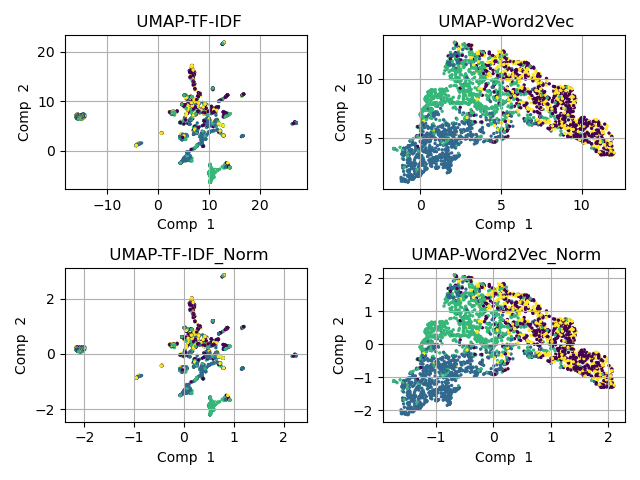 UMAP-TF-IDF
20
10
0
Comp 2
−10
0
10
20
Comp 1
UMAP-Word2Vec
10
5
Comp 2
0
5
10
Comp 1
UMAP-TF-IDF_Norm
2
0
−2
Comp 2
−2
−1
0
1
2
Comp 1
UMAP-Word2Vec_Norm
2
1
0
−1
−2
Comp 2
−1
0
1
2
Comp 1